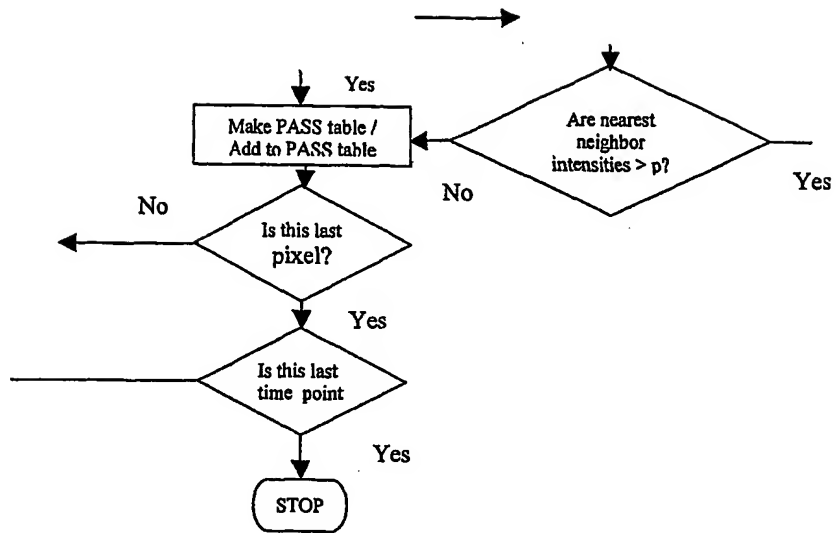 Yes
Make PASS table /
Add to PASS table
Are nearest
neighbor
intensities > p?
No
Yes
No
Is this last
pixel?
Yes
Is this last
time point
Yes
STOP